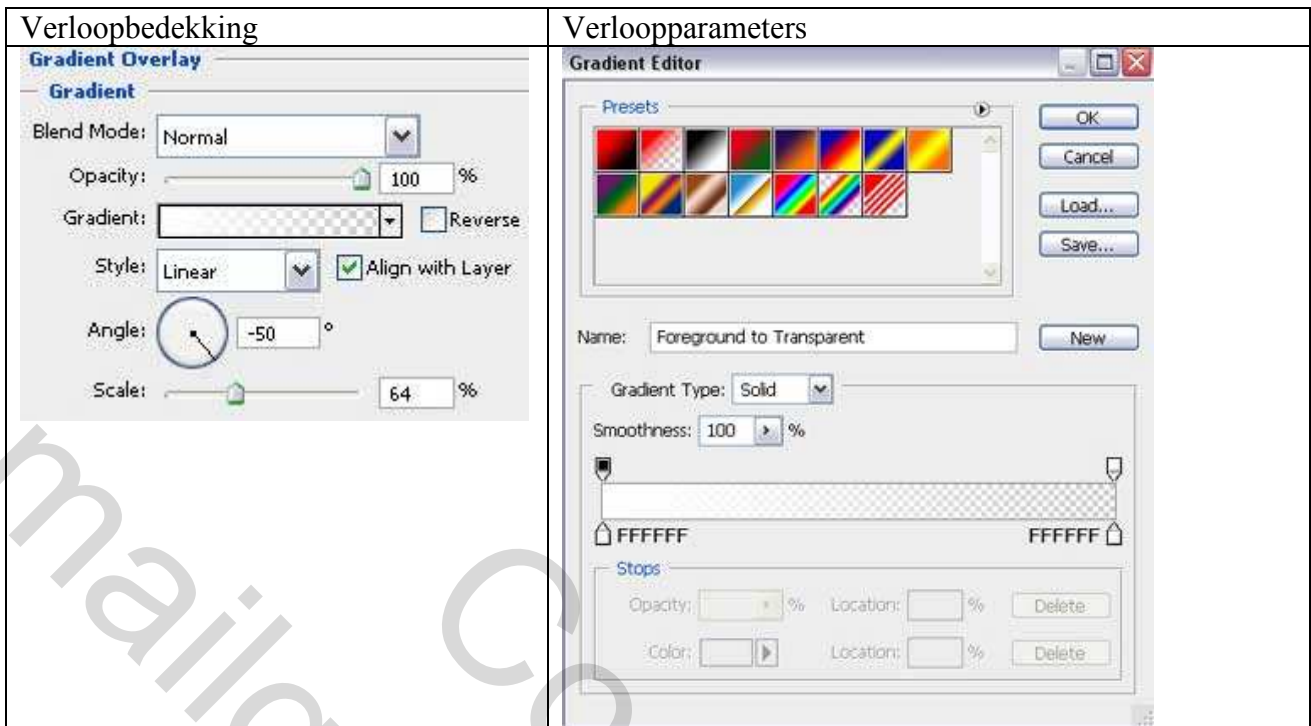 Verloopbedekking
Verloopparameters
Gradient Overlay
Gradient
Blend Mode: Normal
Opacity: 100 %
Gradient: Reverse
Style: Linear Align with Layer
Angle: -50 °
Scale: 64 %
Gradient Editor
Presets
OK
Cancel
Load...
Save...
Name: Foreground to Transparent New
Gradient Type: Solid
Smoothness: 100 %
FFFFFF FFFFFF
Stops
Opacity: % Location: % Delete
Color: Location: % Delete